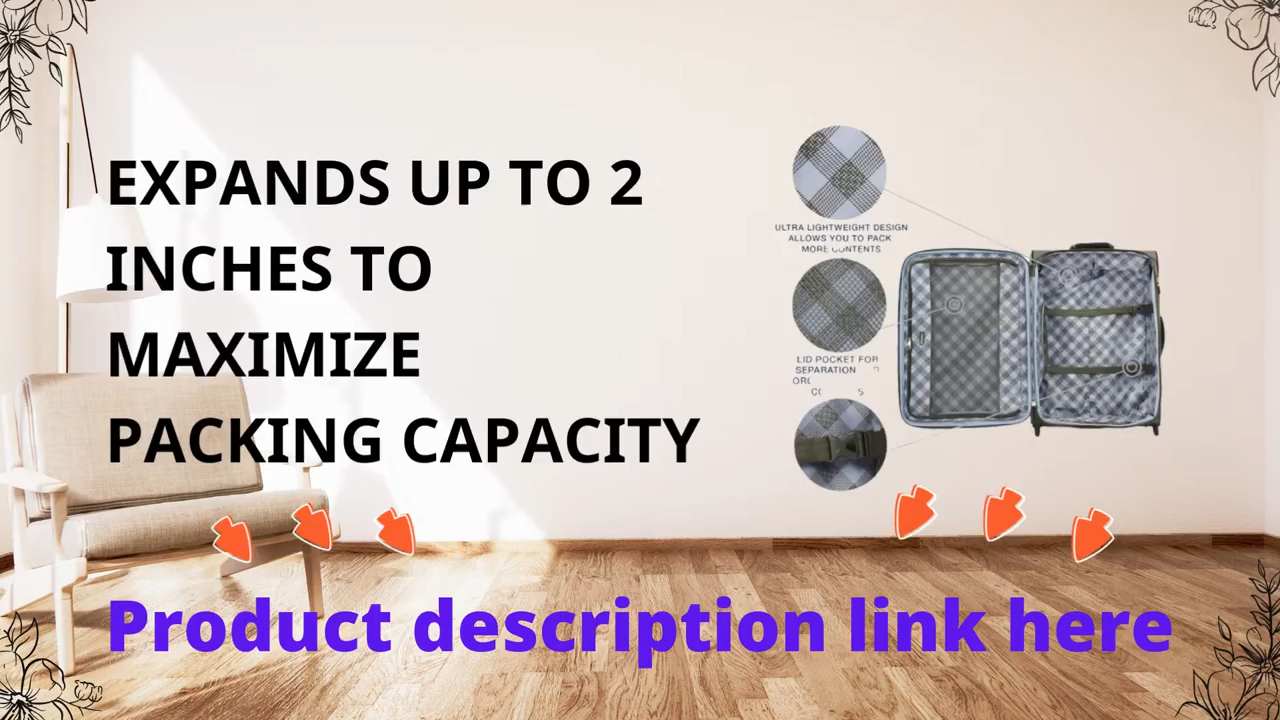 EXPANDS UP TO 2
INCHES TO
MAXIMIZE
PACKING CAPACITY
ULTRA LIGHTWEIGHT DESIGN
ALLOWS YOU TO PACK
MORE CONTENTS
LID POCKET FOR
SEPARATION
Product description link here